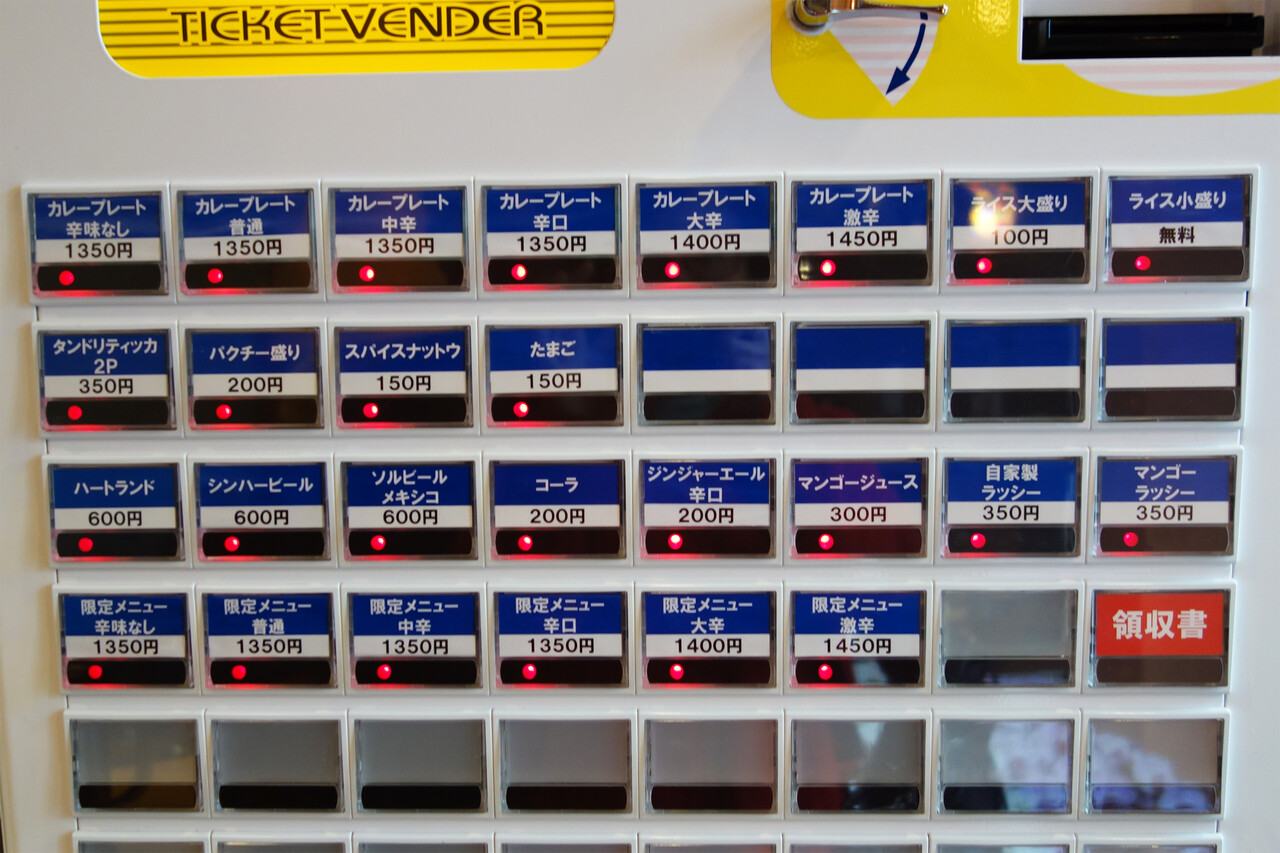 TICKET VENDER
カレープレート
辛味なし
1350円
カレープレート
普通
1350円
カレープレート
中辛
1350円
カレープレート
辛口
1350円
カレープレート
大辛
1400円
カレープレート
激辛
1450円
ライス大盛り
100円
ライス小盛り
無料
タンドリティッカ
2P
350円
パクチー盛り
200円
スパイスナットウ
150円
たまご
150円
ハートランド
600円
シンハービール
600円
ソルビール
メキシコ
600円
コーラ
200円
ジンジャーエール
辛口
200円
マンゴージュース
300円
自家製
ラッシー
350円
マンゴー
ラッシー
350円
限定メニュー
辛味なし
1350円
限定メニュー
普通
1350円
限定メニュー
中辛
1350円
限定メニュー
辛口
1350円
限定メニュー
大辛
1400円
限定メニュー
激辛
1450円
領収書